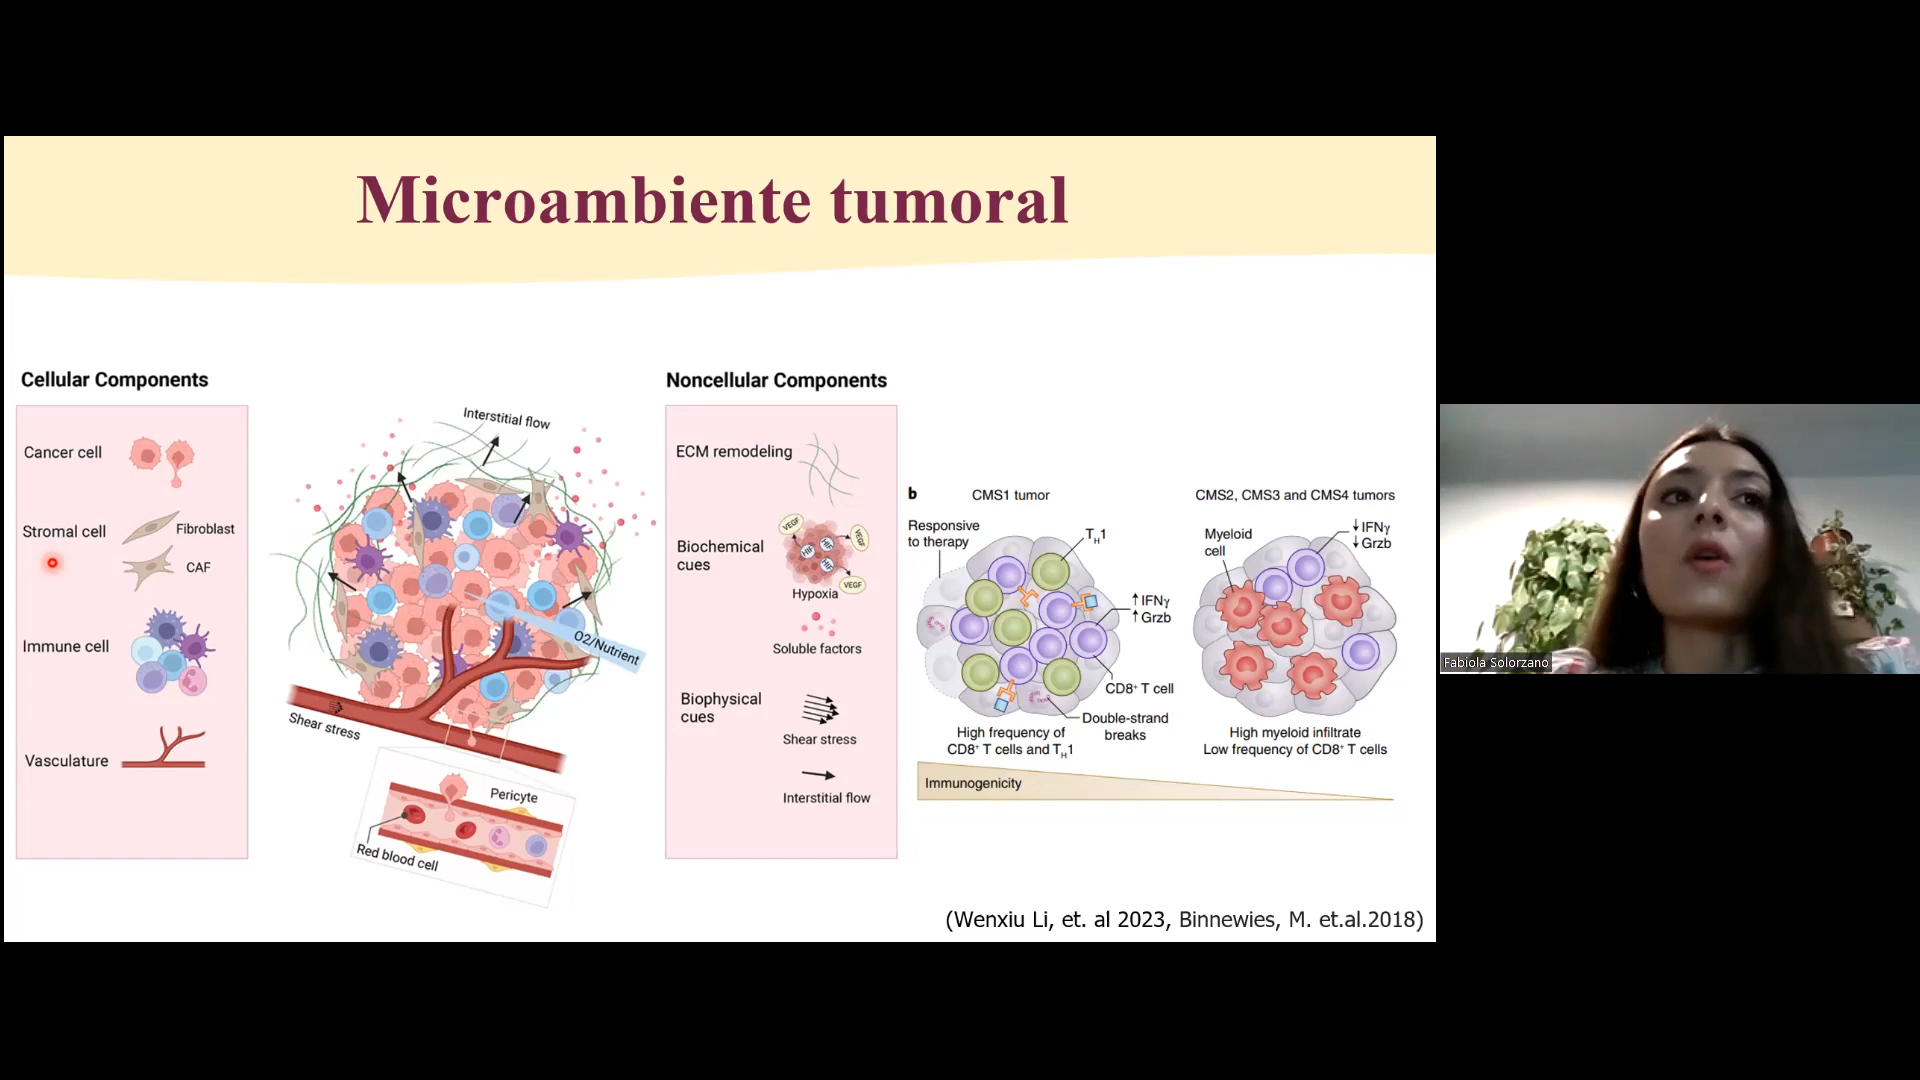 Microambiente tumoral
Cellular Components
Cancer cell
Stromal cell
Fibroblast
CAF
Immune cell
Vasculature
Interstitial flow
O2/Nutrient
Shear stress
Pericyte
Red blood cell
Noncellular Components
ECM remodeling
Biochemical
cues
VEGF
VEGF
VEGF
HIF
HIF
HIF
Hypoxia
Soluble factors
Biophysical
cues
Shear stress
Interstitial flow
b
CMS1 tumor
Responsive
to therapy
TH1
↑ IFNγ
↑ Grzb
CD8+ T cell
Double-strand
breaks
High frequency of
CD8+ T cells and TH1
CMS2, CMS3 and CMS4 tumors
Myeloid
cell
↓ IFNγ
↓ Grzb
High myeloid infiltrate
Low frequency of CD8+ T cells
Immunogenicity
(Wenxiu Li, et. al 2023, Binnewies, M. et.al.2018)
Fabiola Solorzano